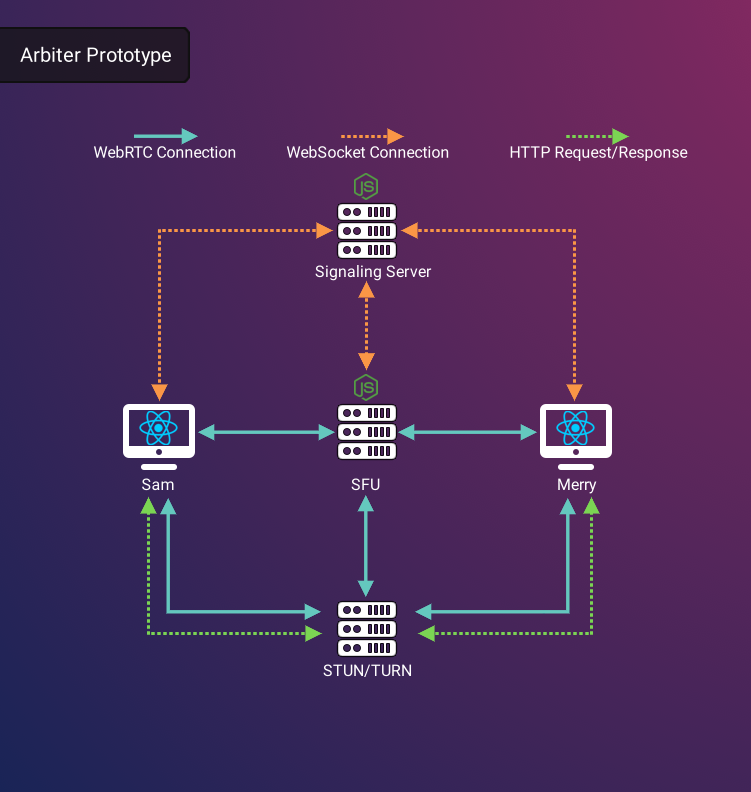 Arbiter Prototype
WebRTC Connection
WebSocket Connection
HTTP Request/Response
JS
Signaling Server
JS
Sam
SFU
Merry
STUN/TURN